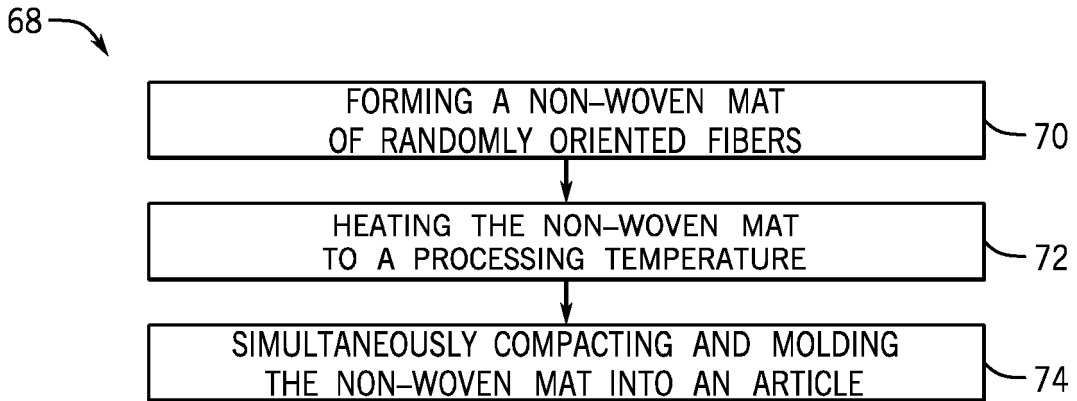 68
FORMING A NON–WOVEN MAT
OF RANDOMLY ORIENTED FIBERS
70
HEATING THE NON–WOVEN MAT
TO A PROCESSING TEMPERATURE
72
SIMULTANEOUSLY COMPACTING AND MOLDING
THE NON–WOVEN MAT INTO AN ARTICLE
74